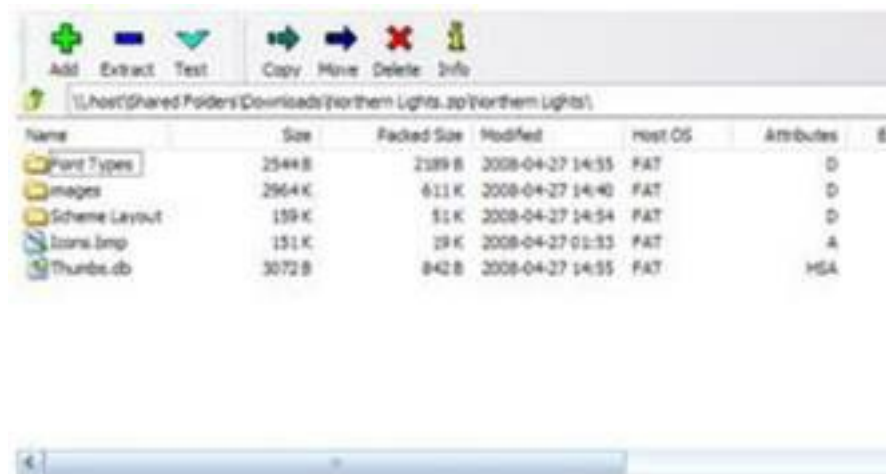 Add Extract Test Copy Move Delete Info
\\.host\Shared Folders\Downloads\Northern Lights.zip\Northern Lights\
Name Size Packed Size Modified Host OS Attributes E
Font Types 2544 B 2189 B 2008-04-27 14:55 FAT D
images 2964 K 611 K 2008-04-27 14:40 FAT D
Scheme Layout 159 K 51 K 2008-04-27 14:54 FAT D
Icons.bmp 151 K 19 K 2008-04-27 01:53 FAT A
Thumbs.db 3072 B 842 B 2008-04-27 14:55 FAT HSA